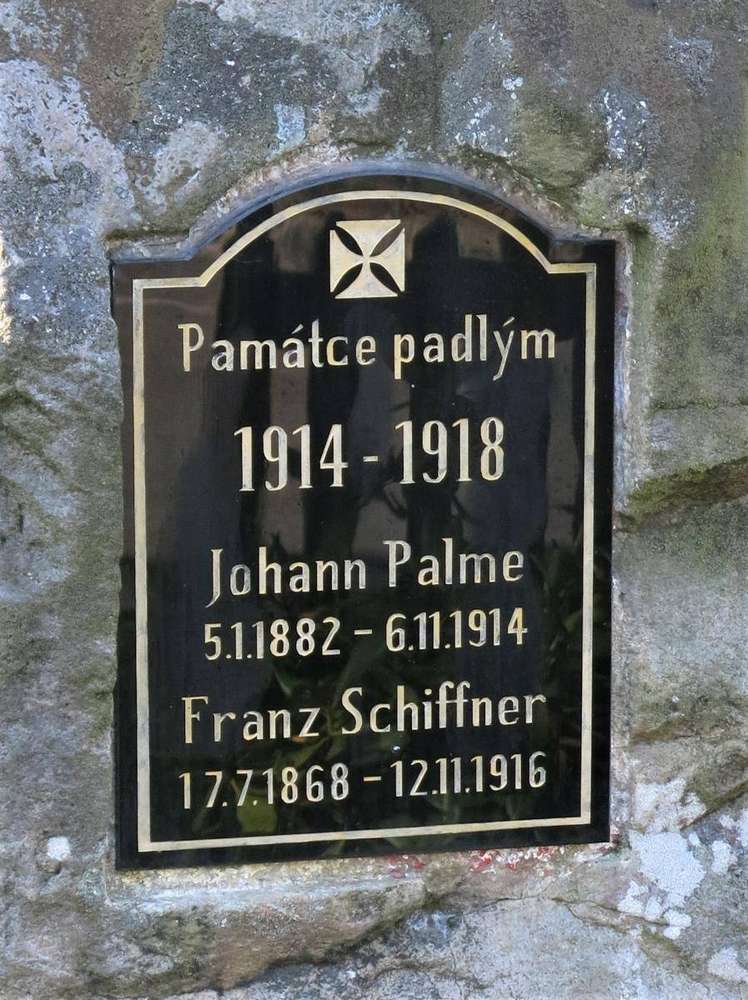 Památce padlým
1914 - 1918
Johann Palme
5.1.1882 - 6.11.1914
Franz Schiffner
17.7.1868 - 12.11.1916